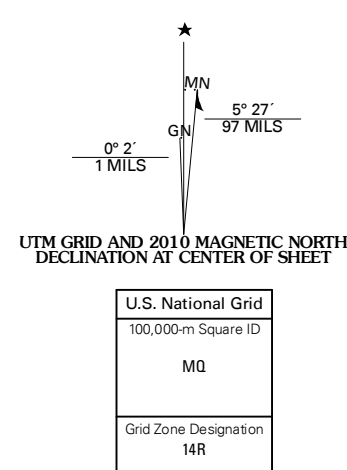 ★
MN
5° 27´
97 MILS
GN
0° 2´
1 MILS
UTM GRID AND 2010 MAGNETIC NORTH
DECLINATION AT CENTER OF SHEET
U.S. National Grid
100,000-m Square ID
MQ
Grid Zone Designation
14R